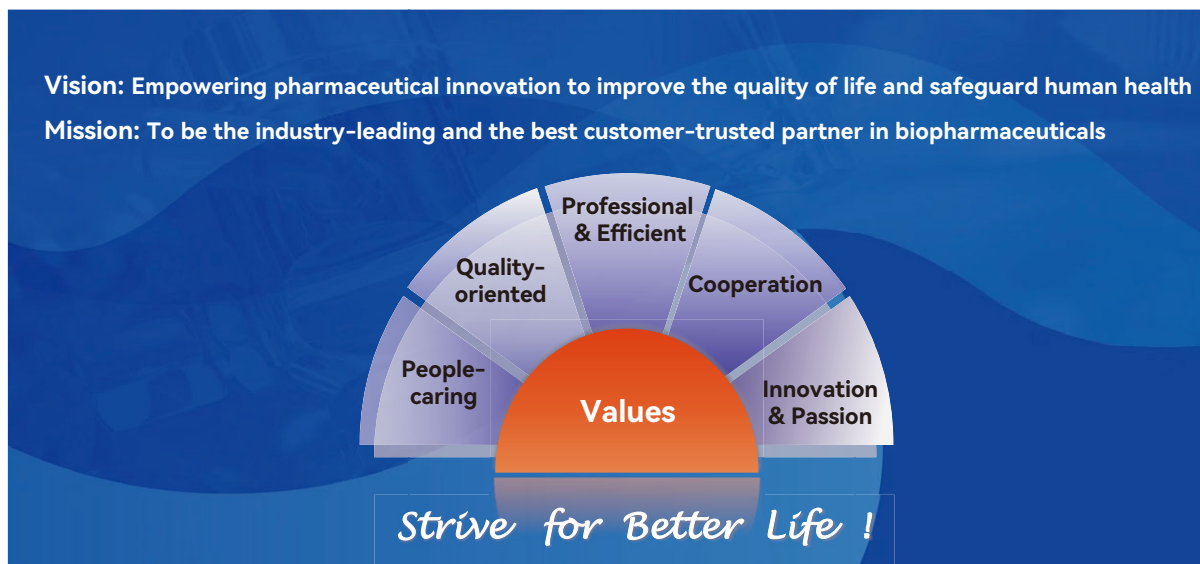 Vision: Empowering pharmaceutical innovation to improve the quality of life and safeguard human health
Mission: To be the industry-leading and the best customer-trusted partner in biopharmaceuticals
People-
caring
Quality-
oriented
Professional
& Efficient
Cooperation
Innovation
& Passion
Values
Strive for Better Life !